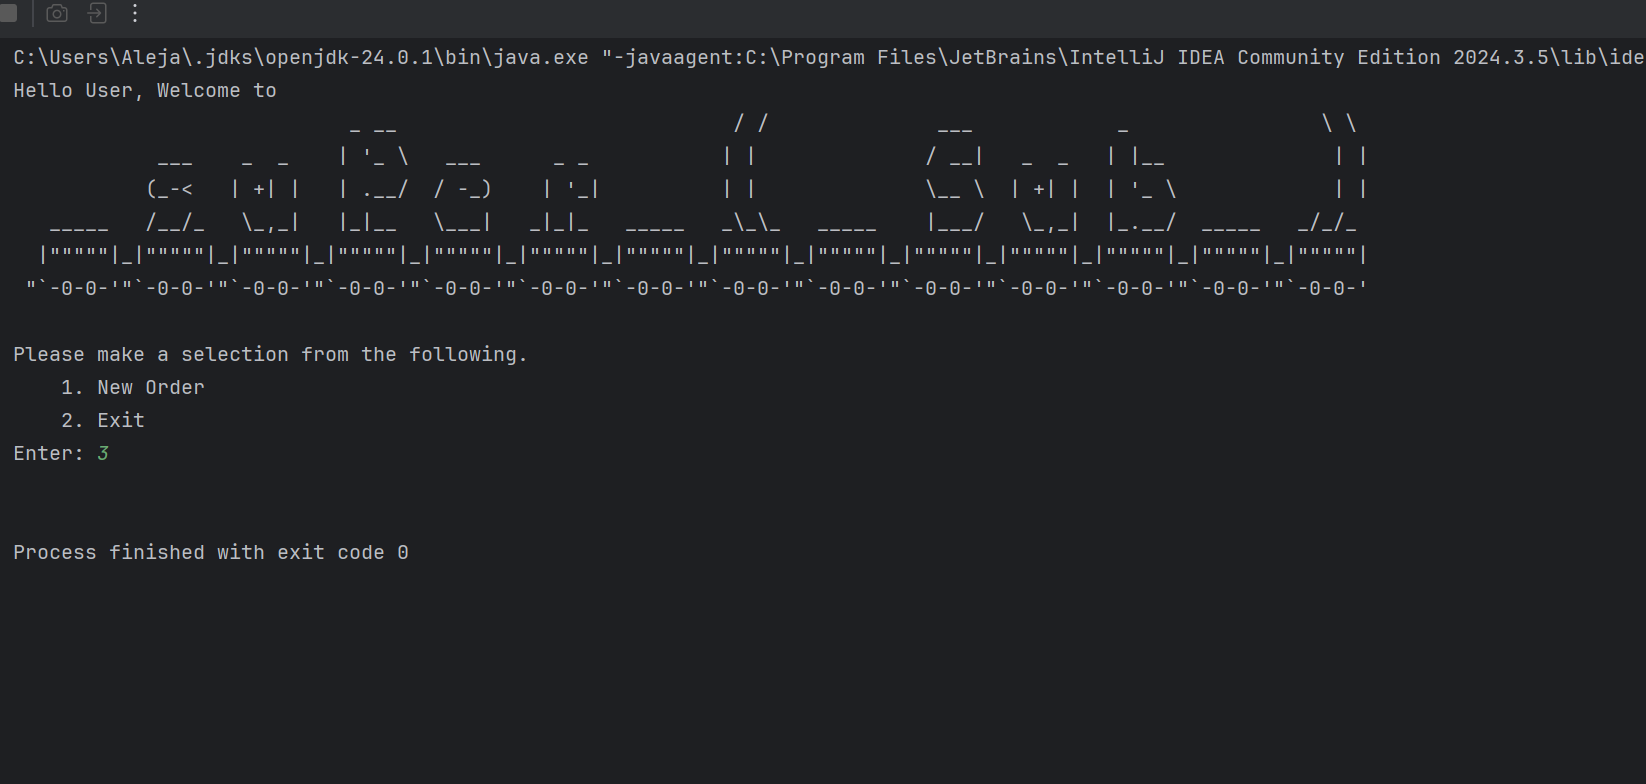 C:\Users\Aleja\.jdks\openjdk-24.0.1\bin\java.exe "-javaagent:C:\Program Files\JetBrains\IntelliJ IDEA Community Edition 2024.3.5\lib\ide
Hello User, Welcome to
                            _ __                            / /              ___            _                \ \
            ___    _  _    | '_ \   ___      _ _           | |              / __|   _  _   | |__              | |
           (_-<   | +| |   | .__/  / -_)    | '_|          | |              \__ \  | +| |  | '_ \             | |
   _____   /__/_   \_,_|   |_|__   \___|   _|_|_   _____   _\_\_   _____    |___/   \_,_|  |_.__/  _____   _/_/_
  |"""""|_|"""""|_|"""""|_|"""""|_|"""""|_|"""""|_|"""""|_|"""""|_|"""""|_|"""""|_|"""""|_|"""""|_|"""""|_|"""""|
 "`-0-0-'"`-0-0-'"`-0-0-'"`-0-0-'"`-0-0-'"`-0-0-'"`-0-0-'"`-0-0-'"`-0-0-'"`-0-0-'"`-0-0-'"`-0-0-'"`-0-0-'"`-0-0-'
Please make a selection from the following.
    1. New Order
    2. Exit
Enter: 3
Process finished with exit code 0